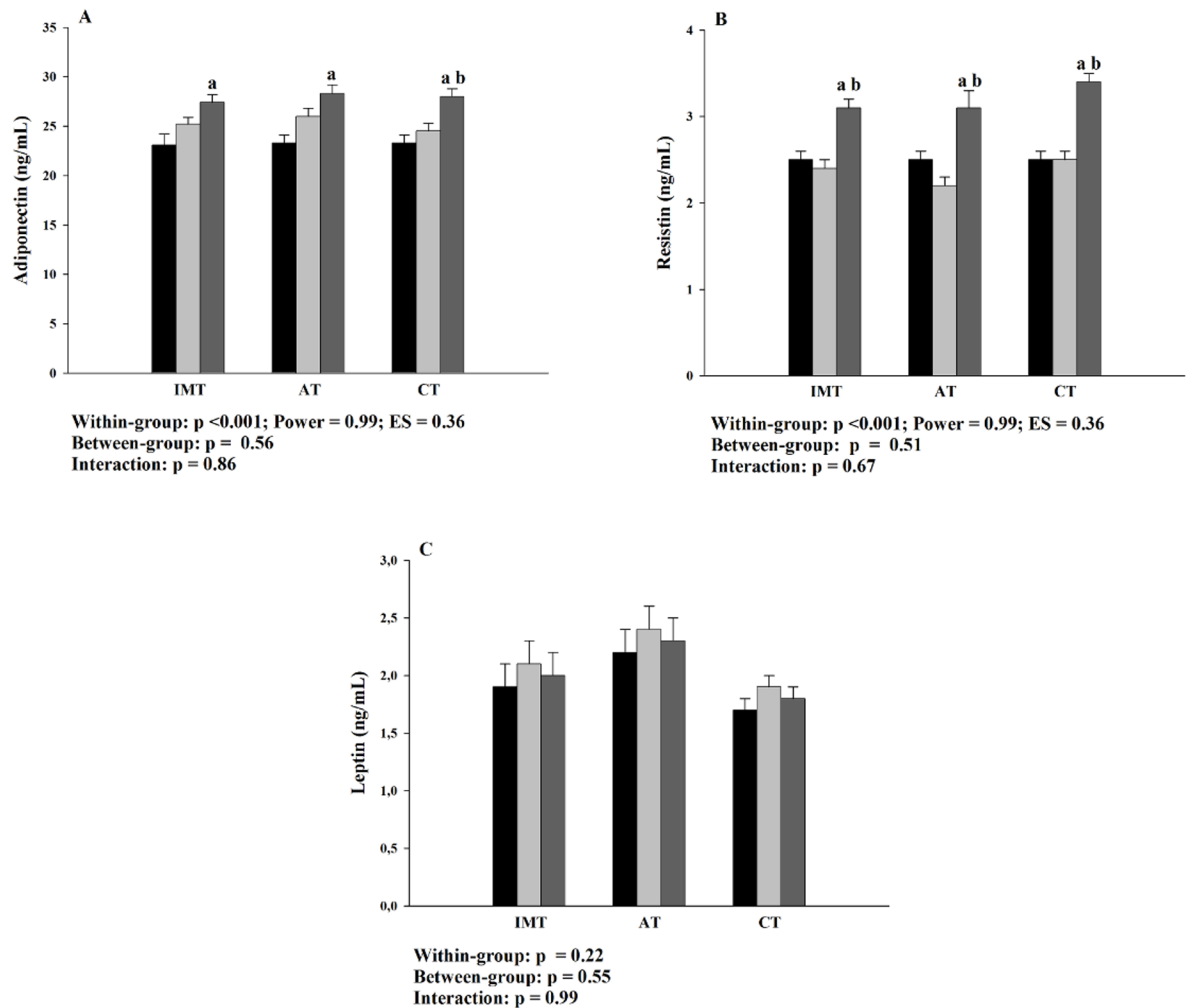 A
Adiponectin (ng/mL)
35
30
25
20
15
10
5
0
a
a
a b
IMT
AT
CT
Within-group: p <0.001; Power = 0.99; ES = 0.36
Between-group: p = 0.56
Interaction: p = 0.86
B
Resistin (ng/mL)
4
3
2
1
0
a b
a b
a b
IMT
AT
CT
Within-group: p <0.001; Power = 0.99; ES = 0.36
Between-group: p = 0.51
Interaction: p = 0.67
C
Leptin (ng/mL)
3,0
2,5
2,0
1,5
1,0
0,5
0,0
IMT
AT
CT
Within-group: p = 0.22
Between-group: p = 0.55
Interaction: p = 0.99